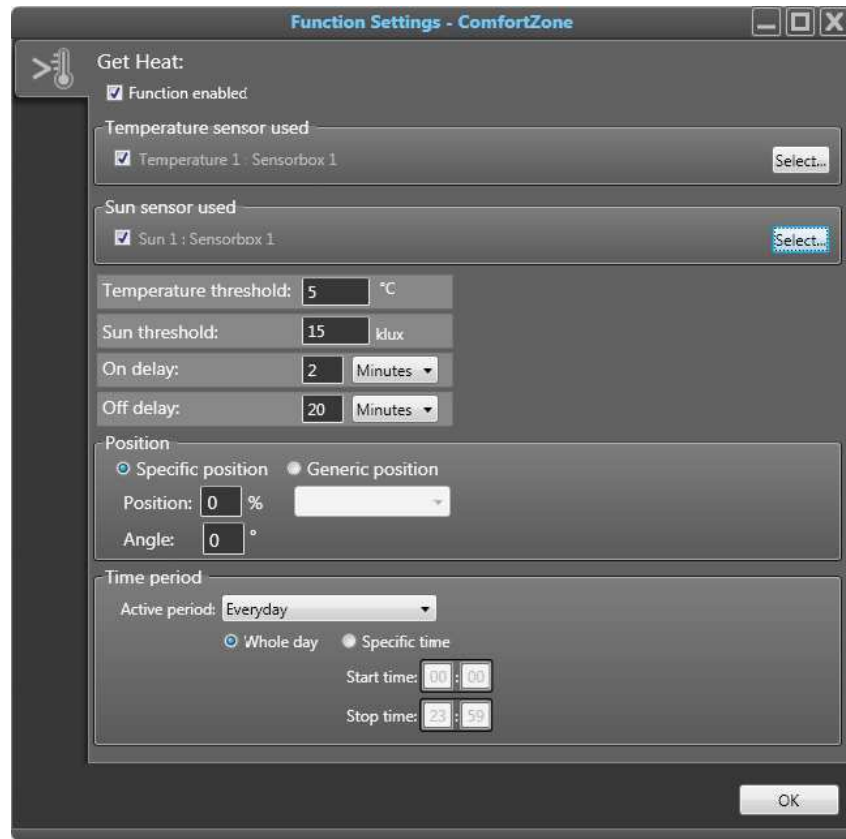 Function Settings - ComfortZone
Get Heat:
Function enabled
Temperature sensor used
Temperature 1 : Sensorbox 1
Select...
Sun sensor used
Sun 1 : Sensorbox 1
Select...
Temperature threshold: 5 °C
Sun threshold: 15 klux
On delay: 2 Minutes
Off delay: 20 Minutes
Position
Specific position Generic position
Position: 0 %
Angle: 0 °
Time period
Active period: Everyday
Whole day Specific time
Start time: 00 : 00
Stop time: 23 : 59
OK